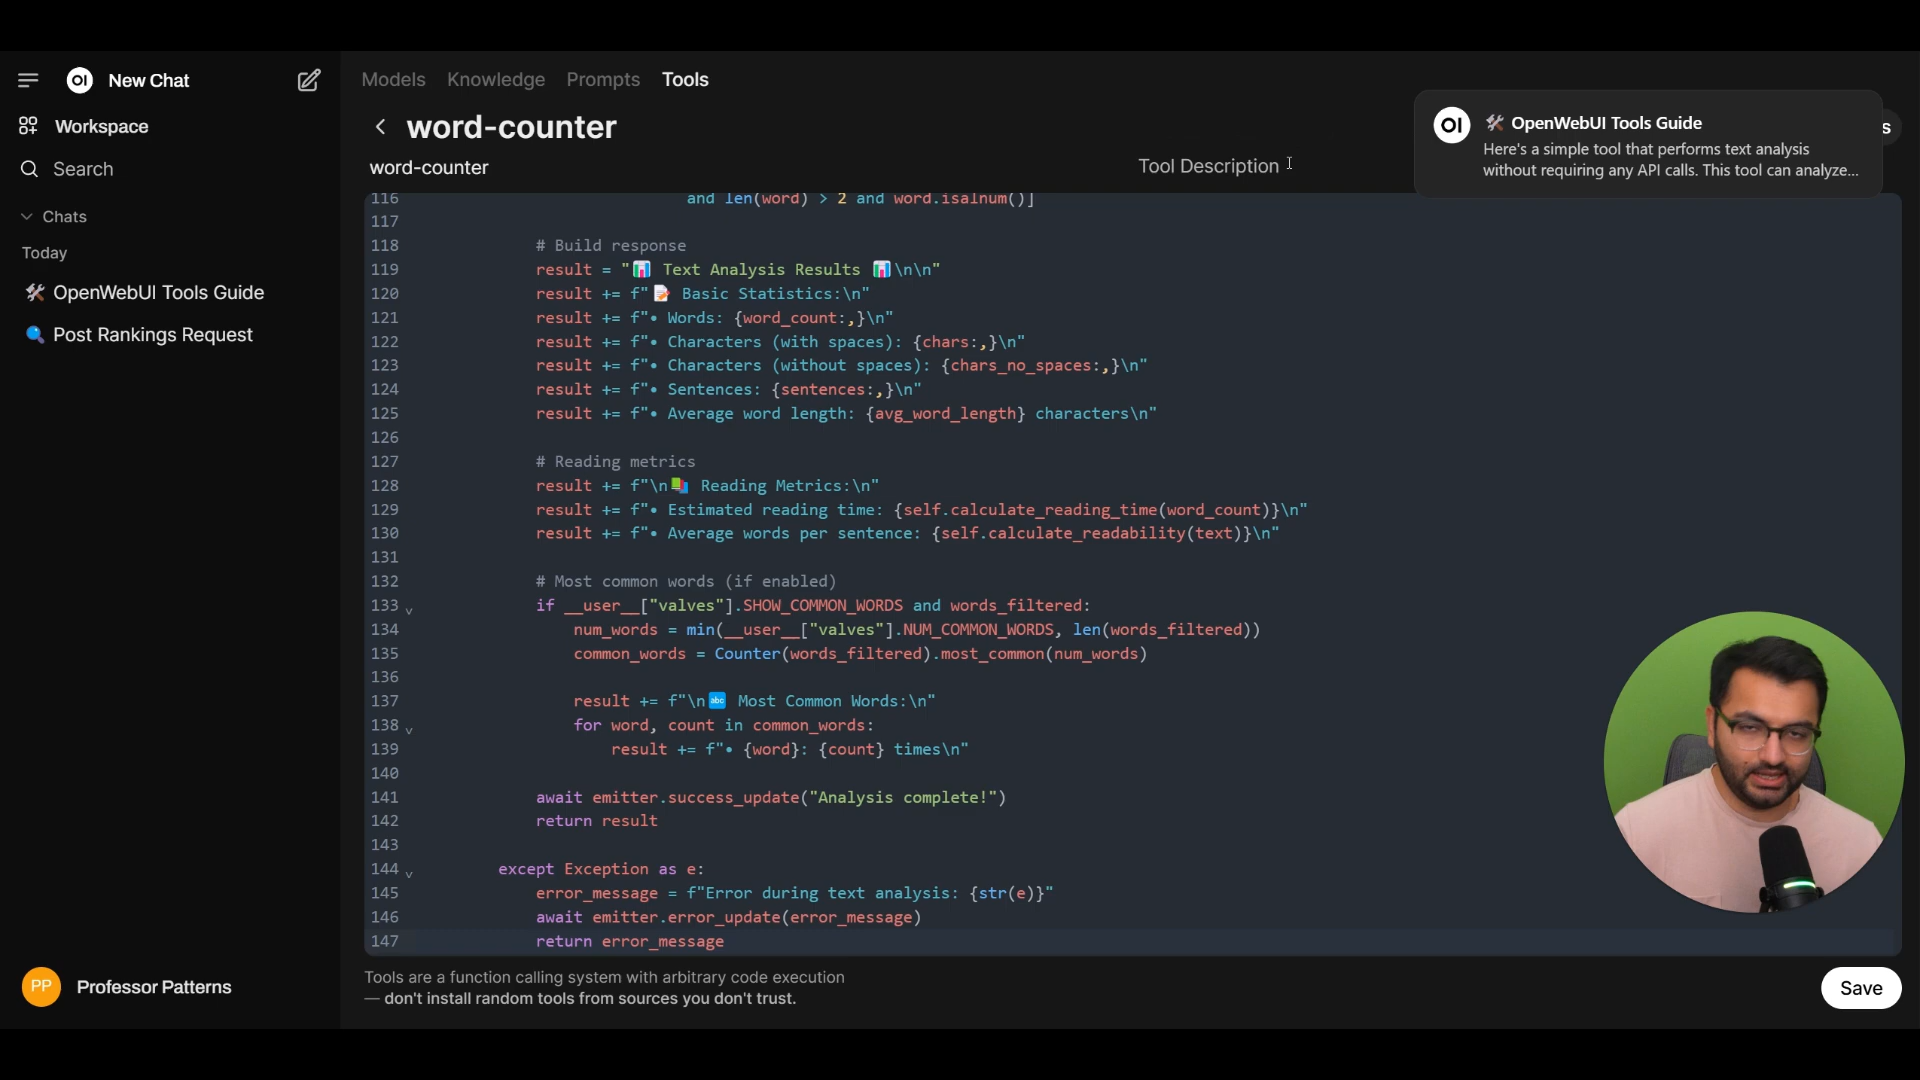 OI New Chat
Workspace
Search
Chats
Today
🛠️ OpenWebUI Tools Guide
🔍 Post Rankings Request
PP Professor Patterns
Models Knowledge Prompts Tools
word-counter
word-counter
Tool Description
OI 🛠️ OpenWebUI Tools Guide
Here's a simple tool that performs text analysis
without requiring any API calls. This tool can analyze...
s
116 and len(word) > 2 and word.isalnum()]
117
118 # Build response
119 result = "📊 Text Analysis Results 📊\n\n"
120 result += f"📝 Basic Statistics:\n"
121 result += f"• Words: {word_count:,}\n"
122 result += f"• Characters (with spaces): {chars:,}\n"
123 result += f"• Characters (without spaces): {chars_no_spaces:,}\n"
124 result += f"• Sentences: {sentences:,}\n"
125 result += f"• Average word length: {avg_word_length} characters\n"
126
127 # Reading metrics
128 result += f"\n📚 Reading Metrics:\n"
129 result += f"• Estimated reading time: {self.calculate_reading_time(word_count)}\n"
130 result += f"• Average words per sentence: {self.calculate_readability(text)}\n"
131
132 # Most common words (if enabled)
133 if __user__["valves"].SHOW_COMMON_WORDS and words_filtered:
134 num_words = min(__user__["valves"].NUM_COMMON_WORDS, len(words_filtered))
135 common_words = Counter(words_filtered).most_common(num_words)
136
137 result += f"\n🔤 Most Common Words:\n"
138 for word, count in common_words:
139 result += f"• {word}: {count} times\n"
140
141 await emitter.success_update("Analysis complete!")
142 return result
143
144 except Exception as e:
145 error_message = f"Error during text analysis: {str(e)}"
146 await emitter.error_update(error_message)
147 return error_message
Tools are a function calling system with arbitrary code execution
— don't install random tools from sources you don't trust.
Save